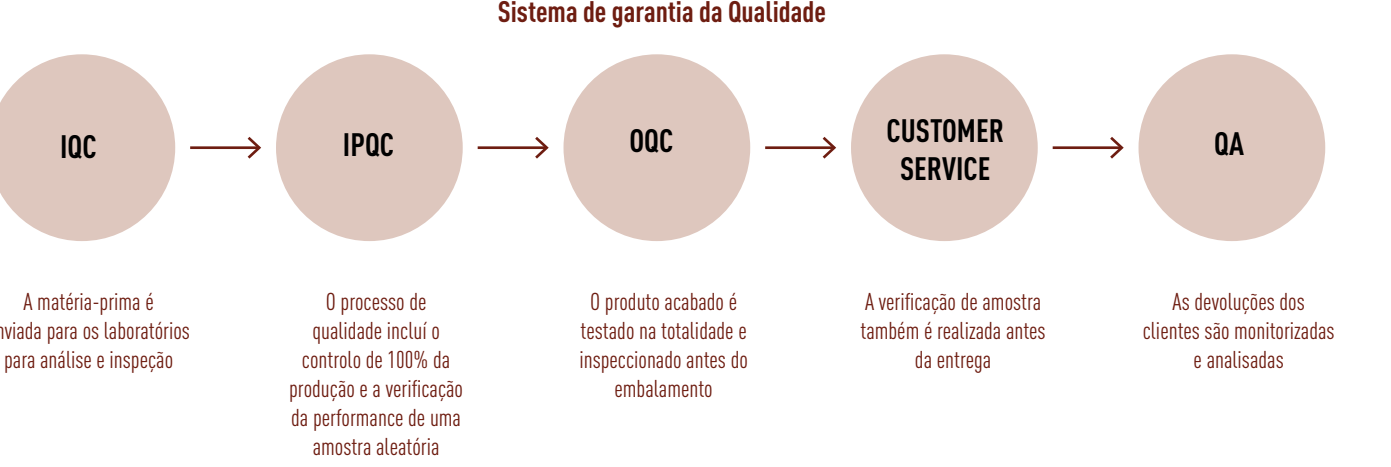 Sistema de garantia da Qualidade
IQC
IPQC
OQC
CUSTOMER
SERVICE
QA
A matéria-prima é
nviada para os laboratórios
para análise e inspeção
O processo de
qualidade incluí o
controlo de 100% da
produção e a verificação
da performance de uma
amostra aleatória
O produto acabado é
testado na totalidade e
inspeccionado antes do
embalamento
A verificação de amostra
também é realizada antes
da entrega
As devoluções dos
clientes são monitorizadas
e analisadas